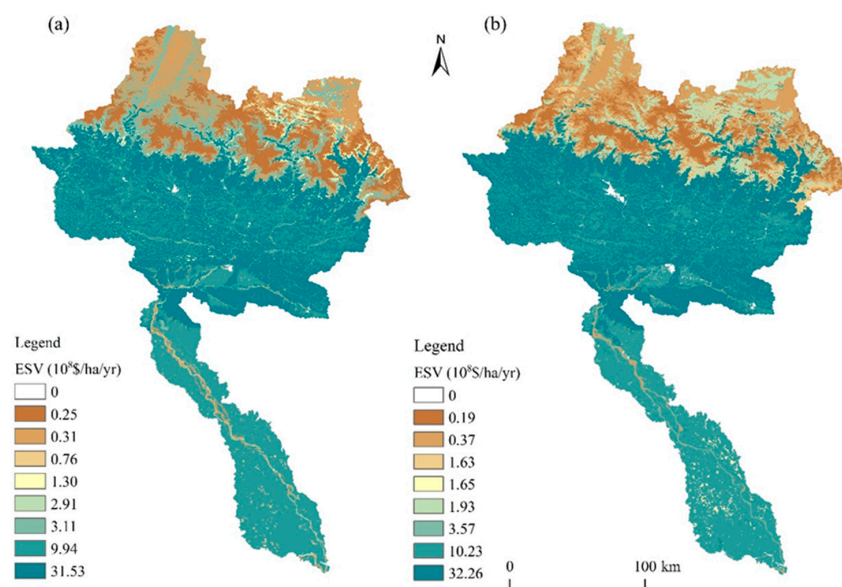 (a)
N
(b)
Legend
ESV (10⁸$/ha/yr)
0
0.25
0.31
0.76
1.30
2.91
3.11
9.94
31.53
Legend
ESV (10⁸$/ha/yr)
0
0.19
0.37
1.63
1.65
1.93
3.57
10.23
32.26
0 100 km